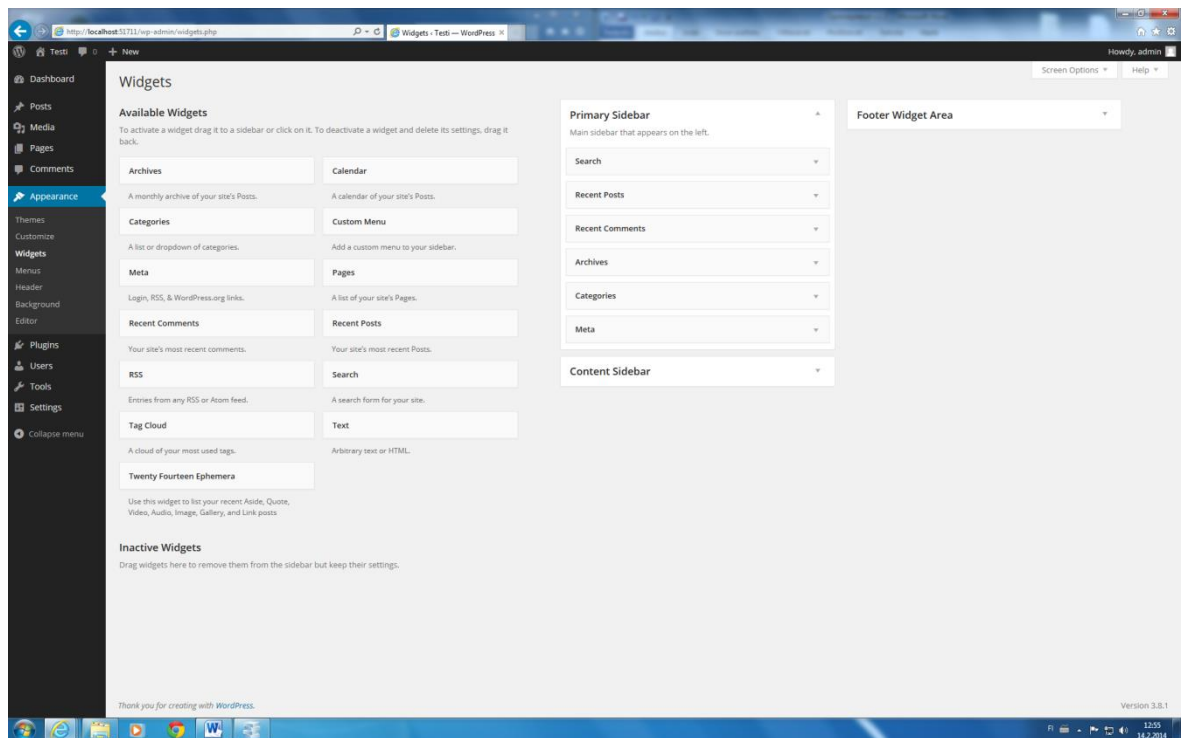 http://localhost:51711/wp-admin/widgets.php
Widgets ‹ Testi — WordPress
Testi 0 + New
Howdy, admin
Dashboard
Posts
Media
Pages
Comments
Appearance
Themes
Customize
Widgets
Menus
Header
Background
Editor
Plugins
Users
Tools
Settings
Collapse menu
Screen Options
Help
Widgets
Available Widgets
To activate a widget drag it to a sidebar or click on it. To deactivate a widget and delete its settings, drag it
back.
Archives
A monthly archive of your site's Posts.
Calendar
A calendar of your site's Posts.
Categories
A list or dropdown of categories.
Custom Menu
Add a custom menu to your sidebar.
Meta
Login, RSS, & WordPress.org links.
Pages
A list of your site's Pages.
Recent Comments
Your site's most recent comments.
Recent Posts
Your site's most recent Posts.
RSS
Entries from any RSS or Atom feed.
Search
A search form for your site.
Tag Cloud
A cloud of your most used tags.
Text
Arbitrary text or HTML.
Twenty Fourteen Ephemera
Use this widget to list your recent Aside, Quote,
Video, Audio, Image, Gallery, and Link posts
Inactive Widgets
Drag widgets here to remove them from the sidebar but keep their settings.
Primary Sidebar
Main sidebar that appears on the left.
Search
Recent Posts
Recent Comments
Archives
Categories
Meta
Content Sidebar
Footer Widget Area
Thank you for creating with WordPress.
Version 3.8.1
FI
12:55
14.2.2014